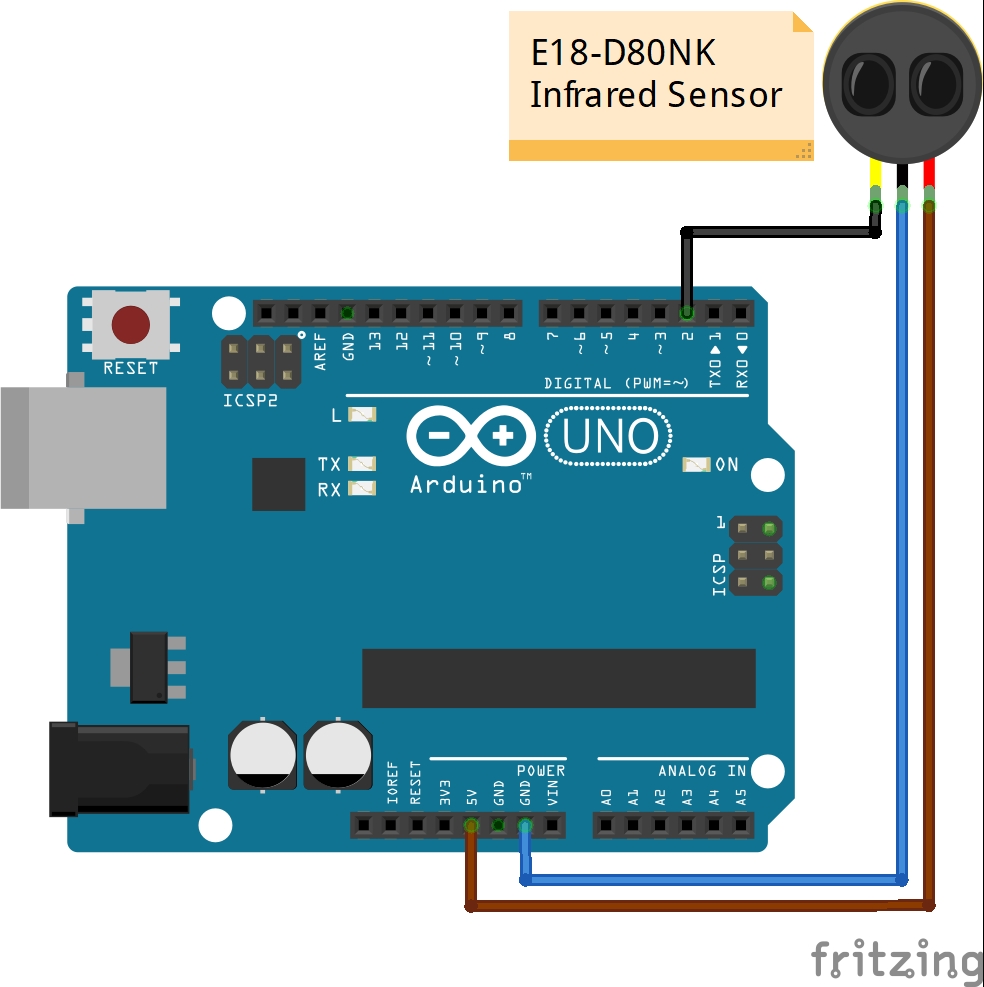 E18-D80NK
Infrared Sensor
RESET
ICSP2
AREF
GND
13
12
~11
~10
~9
8
7
~6
~5
4
~3
2
TX0▶1
RX0◀0
DIGITAL (PWM=~)
L
TX
RX
Arduino™
UNO
ON
1
ICSP
IOREF
RESET
3V3
5V
GND
GND
VIN
POWER
ANALOG IN
A0
A1
A2
A3
A4
A5
fritzing